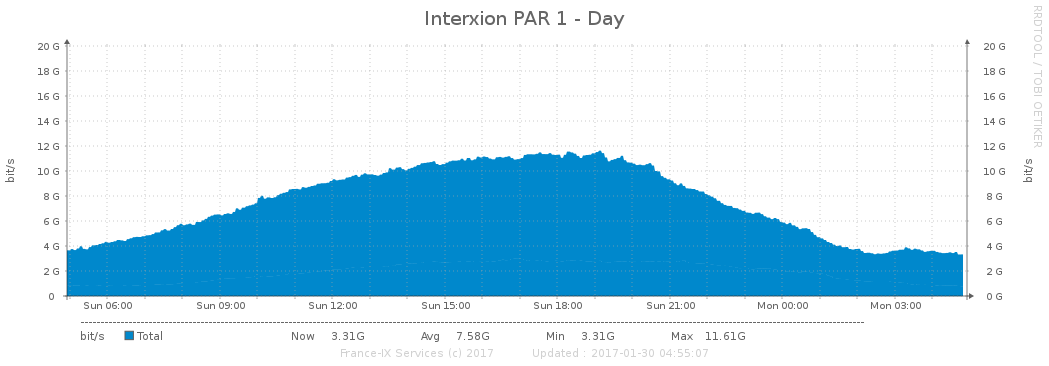 Interxion PAR 1 - Day
RRDTOOL / TOBI OETIKER
bit/s
20 G
18 G
16 G
14 G
12 G
10 G
8 G
6 G
4 G
2 G
0
20 G
18 G
16 G
14 G
12 G
10 G
8 G
6 G
4 G
2 G
0 G
bit/s
Sun 06:00 Sun 09:00 Sun 12:00 Sun 15:00 Sun 18:00 Sun 21:00 Mon 00:00 Mon 03:00
bit/s Total Now 3.31G Avg 7.58G Min 3.31G Max 11.61G
France-IX Services (c) 2017 Updated : 2017-01-30 04:55:07